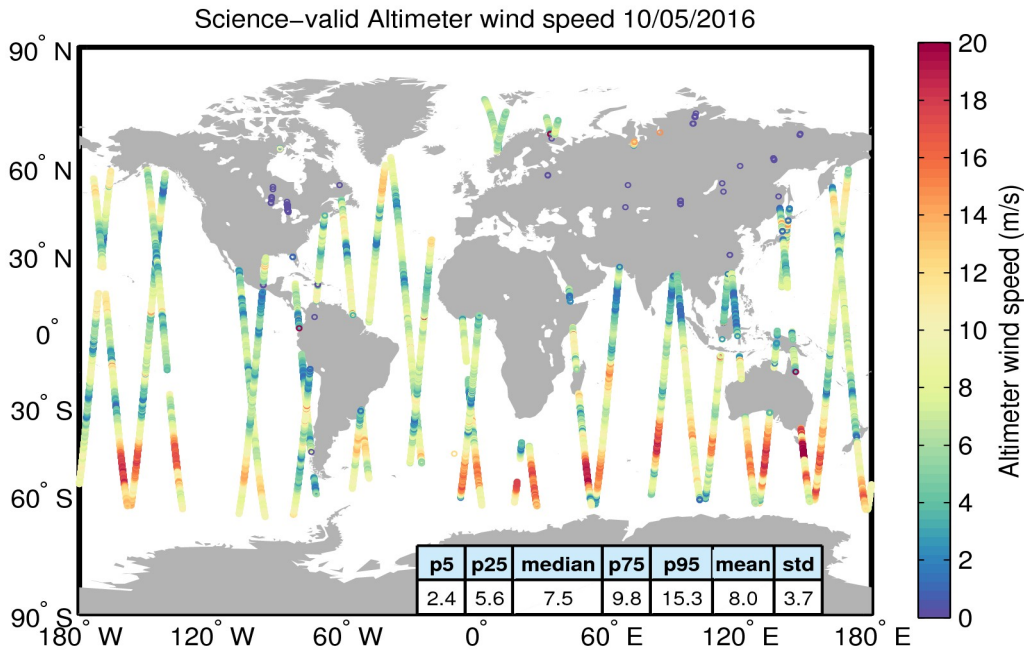 Science-valid Altimeter wind speed 10/05/2016
90° N
60° N
30° N
0°
30° S
60° S
90° S
180° W
120° W
60° W
0°
60° E
120° E
180° E
p5 p25 median p75 p95 mean std
2.4 5.6 7.5 9.8 15.3 8.0 3.7
20
18
16
14
12
10
8
6
4
2
0
Altimeter wind speed (m/s)